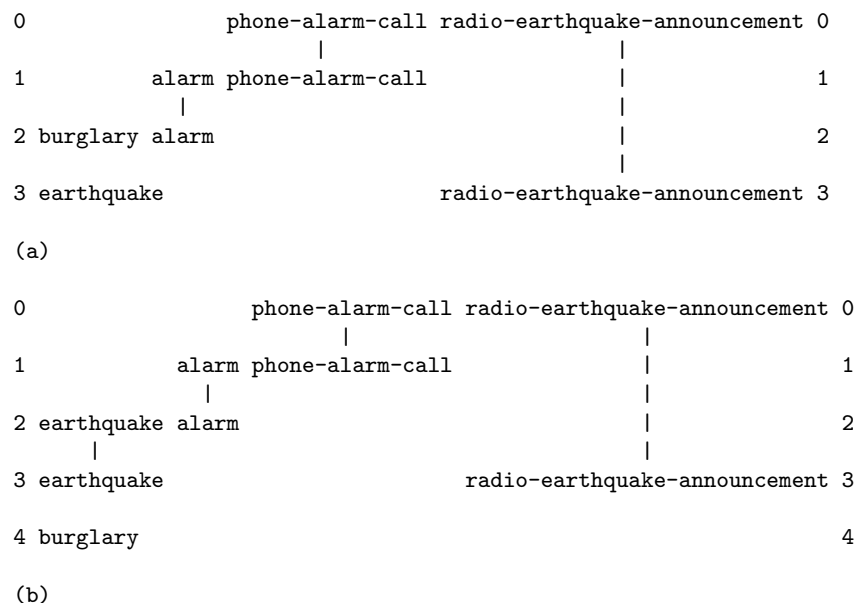 0 phone-alarm-call radio-earthquake-announcement 0
| |
1 alarm phone-alarm-call | 1
| |
2 burglary alarm | 2
|
3 earthquake radio-earthquake-announcement 3
(a)
0 phone-alarm-call radio-earthquake-announcement 0
| |
1 alarm phone-alarm-call | 1
| |
2 earthquake alarm | 2
| |
3 earthquake radio-earthquake-announcement 3
4 burglary 4
(b)